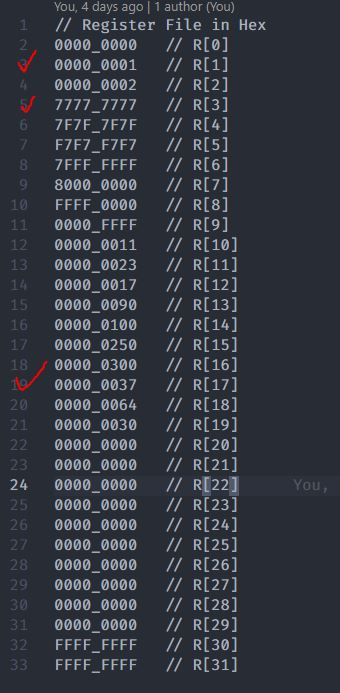 You, 4 days ago | 1 author (You)
1 // Register File in Hex
2 0000_0000 // R[0]
3 0000_0001 // R[1]
4 0000_0002 // R[2]
5 7777_7777 // R[3]
6 7F7F_7F7F // R[4]
7 F7F7_F7F7 // R[5]
8 7FFF_FFFF // R[6]
9 8000_0000 // R[7]
10 FFFF_0000 // R[8]
11 0000_FFFF // R[9]
12 0000_0011 // R[10]
13 0000_0023 // R[11]
14 0000_0017 // R[12]
15 0000_0090 // R[13]
16 0000_0100 // R[14]
17 0000_0250 // R[15]
18 0000_0300 // R[16]
19 0000_0037 // R[17]
20 0000_0064 // R[18]
21 0000_0030 // R[19]
22 0000_0000 // R[20]
23 0000_0000 // R[21]
24 0000_0000 // R[22] You,
25 0000_0000 // R[23]
26 0000_0000 // R[24]
27 0000_0000 // R[25]
28 0000_0000 // R[26]
29 0000_0000 // R[27]
30 0000_0000 // R[28]
31 0000_0000 // R[29]
32 FFFF_FFFF // R[30]
33 FFFF_FFFF // R[31]